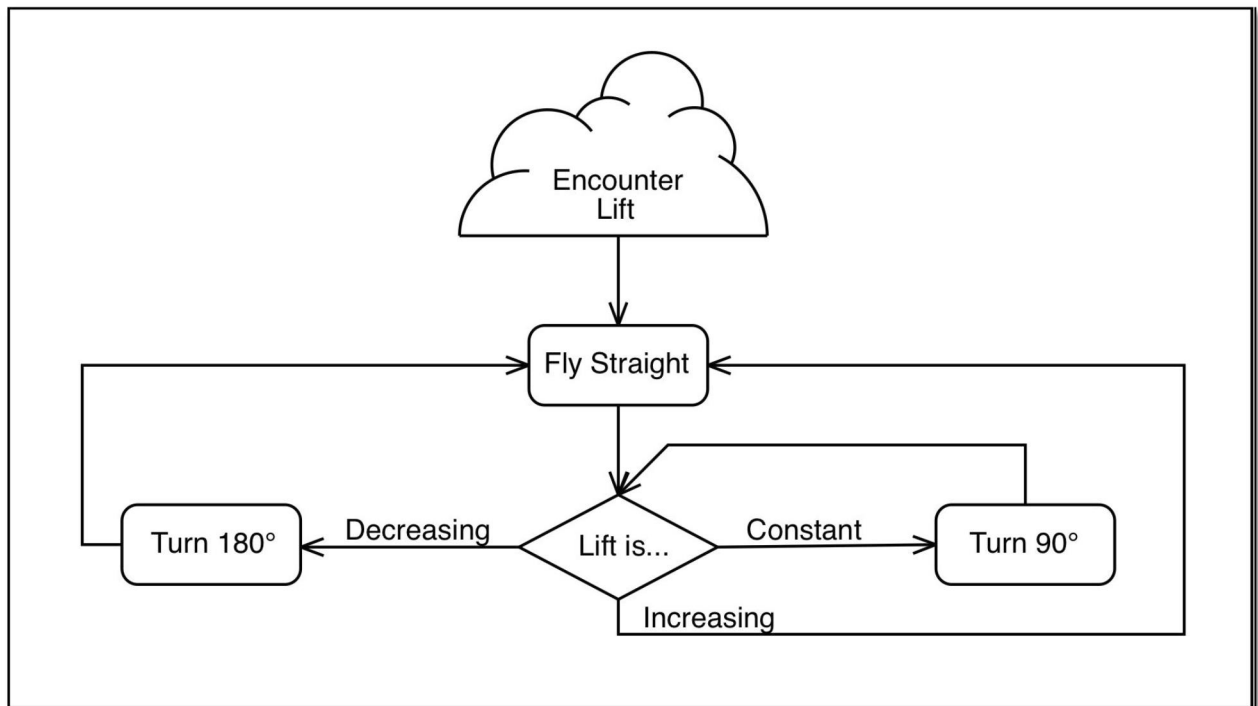 Encounter
Lift
Fly Straight
Decreasing
Constant
Turn 180°
Lift is...
Turn 90°
Increasing